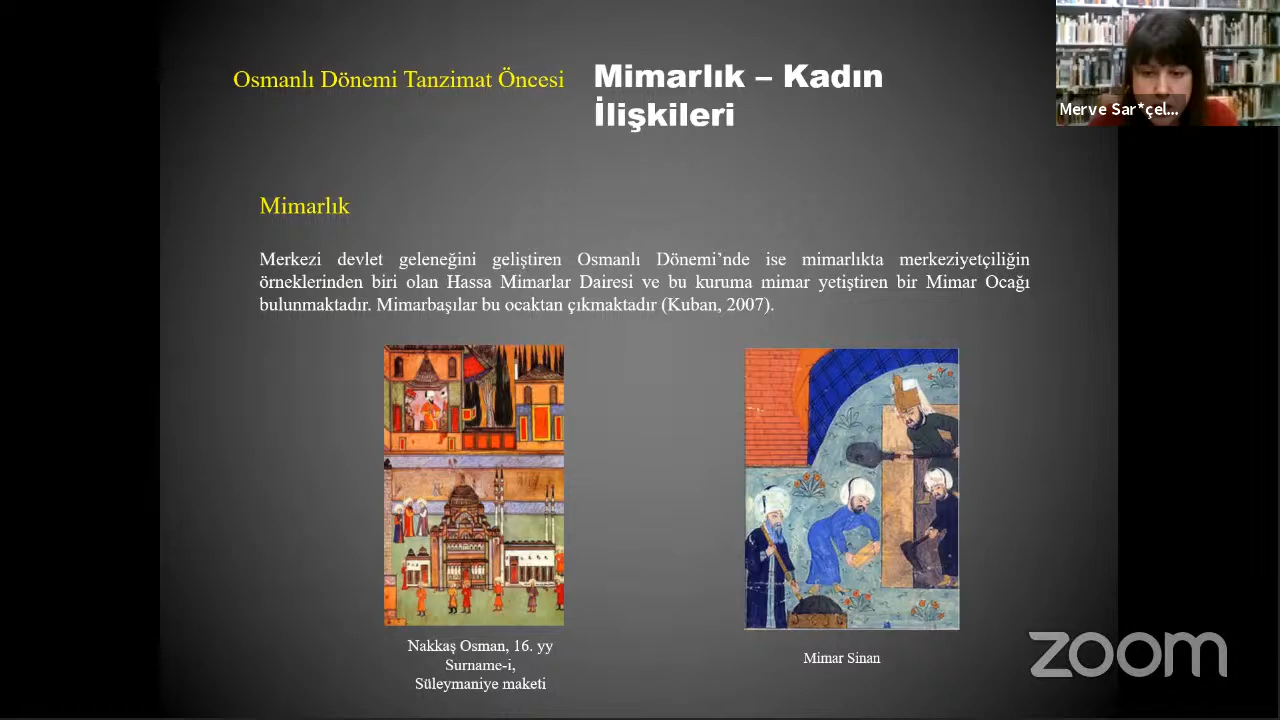 Osmanlı Dönemi Tanzimat Öncesi
Mimarlık – Kadın
İlişkileri
Merve Sar*çel...
Mimarlık
Merkezi devlet geleneğini geliştiren Osmanlı Dönemi’nde ise mimarlıkta merkeziyetçiliğin
örneklerinden biri olan Hassa Mimarlar Dairesi ve bu kuruma mimar yetiştiren bir Mimar Ocağı
bulunmaktadır. Mimarbaşılar bu ocaktan çıkmaktadır (Kuban, 2007).
Nakkaş Osman, 16. yy
Surname-i,
Süleymaniye maketi
Mimar Sinan
zoom